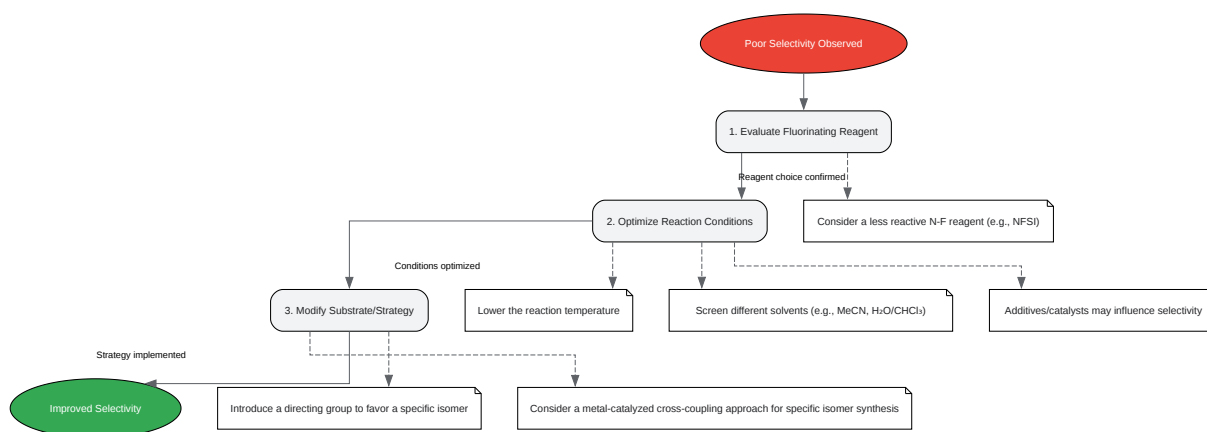 Poor Selectivity Observed
1. Evaluate Fluorinating Reagent
Reagent choice confirmed
2. Optimize Reaction Conditions
Consider a less reactive N-F reagent (e.g., NFSI)
Conditions optimized
3. Modify Substrate/Strategy
Lower the reaction temperature
Screen different solvents (e.g., MeCN, H₂O/CHCl₃)
Additives/catalysts may influence selectivity
Strategy implemented
Improved Selectivity
Introduce a directing group to favor a specific isomer
Consider a metal-catalyzed cross-coupling approach for specific isomer synthesis